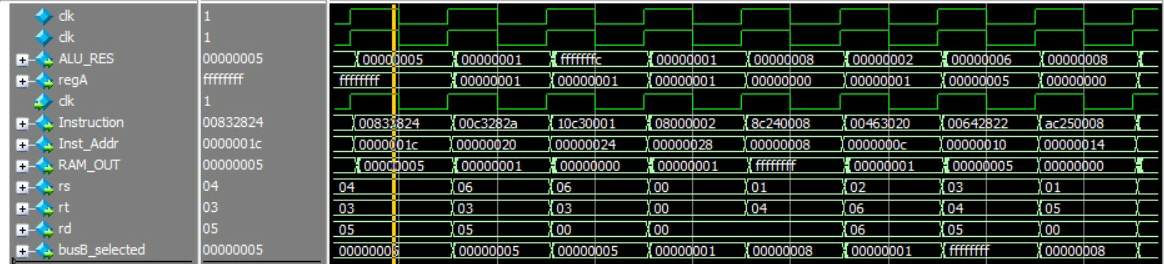 clk 1
clk 1
ALU_RES 00000005 00000005 00000001 fffffffc 00000001 00000008 00000002 00000006 00000008
regA ffffffff ffffffff 00000001 00000001 00000001 00000000 00000001 00000005 00000000
clk 1
Instruction 00832824 00832824 00c3282a 10c30001 08000002 8c240008 00463020 00642822 ac250008
Inst_Addr 0000001c 0000001c 00000020 00000024 00000028 00000008 0000000c 00000010 00000014
RAM_OUT 00000005 00000005 00000001 00000000 00000001 ffffffff 00000001 00000005 00000000
rs 04 04 06 06 00 01 02 03 01
rt 03 03 03 03 00 04 06 04 05
rd 05 05 05 00 00 06 05 00
busB_selected 00000005 00000005 00000005 00000005 00000001 00000008 00000001 ffffffff 00000008